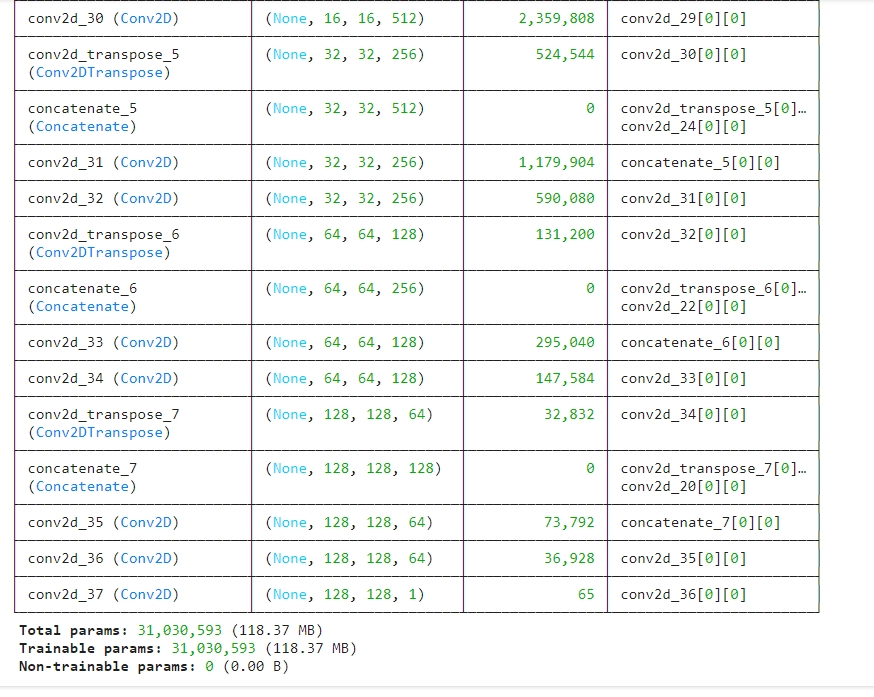 conv2d_30 (Conv2D) (None, 16, 16, 512) 2,359,808 conv2d_29[0][0]
conv2d_transpose_5 (None, 32, 32, 256) 524,544 conv2d_30[0][0]
(Conv2DTranspose)
concatenate_5 (None, 32, 32, 512) 0 conv2d_transpose_5[0]…
(Concatenate) conv2d_24[0][0]
conv2d_31 (Conv2D) (None, 32, 32, 256) 1,179,904 concatenate_5[0][0]
conv2d_32 (Conv2D) (None, 32, 32, 256) 590,080 conv2d_31[0][0]
conv2d_transpose_6 (None, 64, 64, 128) 131,200 conv2d_32[0][0]
(Conv2DTranspose)
concatenate_6 (None, 64, 64, 256) 0 conv2d_transpose_6[0]…
(Concatenate) conv2d_22[0][0]
conv2d_33 (Conv2D) (None, 64, 64, 128) 295,040 concatenate_6[0][0]
conv2d_34 (Conv2D) (None, 64, 64, 128) 147,584 conv2d_33[0][0]
conv2d_transpose_7 (None, 128, 128, 64) 32,832 conv2d_34[0][0]
(Conv2DTranspose)
concatenate_7 (None, 128, 128, 128) 0 conv2d_transpose_7[0]…
(Concatenate) conv2d_20[0][0]
conv2d_35 (Conv2D) (None, 128, 128, 64) 73,792 concatenate_7[0][0]
conv2d_36 (Conv2D) (None, 128, 128, 64) 36,928 conv2d_35[0][0]
conv2d_37 (Conv2D) (None, 128, 128, 1) 65 conv2d_36[0][0]
Total params: 31,030,593 (118.37 MB)
Trainable params: 31,030,593 (118.37 MB)
Non-trainable params: 0 (0.00 B)